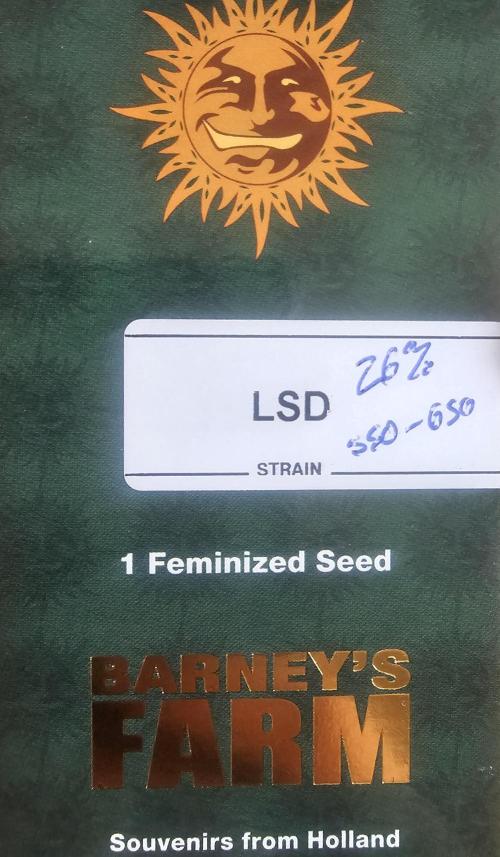 26%
LSD
550-650
STRAIN
1 Feminized Seed
BARNEY'S
FARM
Souvenirs from Holland